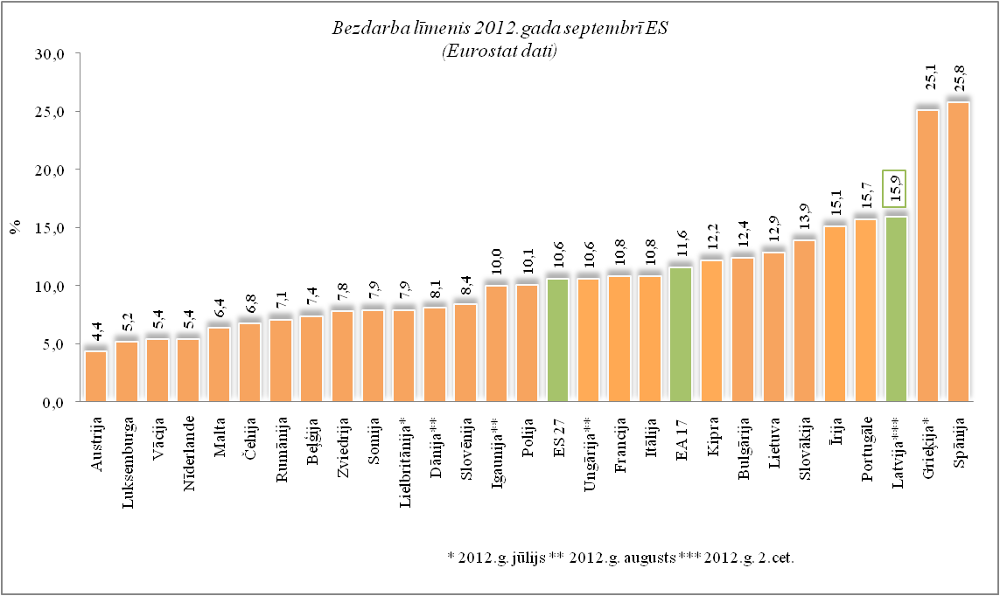 Bezdarba līmenis 2012.gada septembrī ES
(Eurostat dati)
30,0
25,0
20,0
15,0
10,0
5,0
0,0
%
4,4
5,2
5,4
5,4
6,4
6,8
7,1
7,4
7,8
7,9
7,9
8,1
8,4
10,0
10,1
10,6
10,6
10,8
10,8
11,6
12,2
12,4
12,9
13,9
15,1
15,7
15,9
25,1
25,8
Austrija
Luksemburga
Vācija
Nīderlande
Malta
Čehija
Rumānija
Beļģija
Zviedrija
Somija
Lielbritānija*
Dānija**
Slovēnija
Igaunija**
Polija
ES27
Ungārija**
Francija
Itālija
EA17
Kipra
Bulgārija
Lietuva
Slovākija
Īrija
Portugāle
Latvija***
Grieķija*
Spānija
* 2012.g. jūlijs ** 2012.g. augusts *** 2012.g. 2.cet.